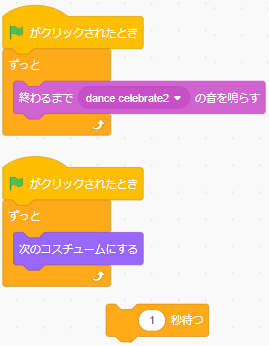 がクリックされたとき
ずっと
終わるまで dance celebrate2 の音を鳴らす
がクリックされたとき
ずっと
次のコスチュームにする
1 秒待つ